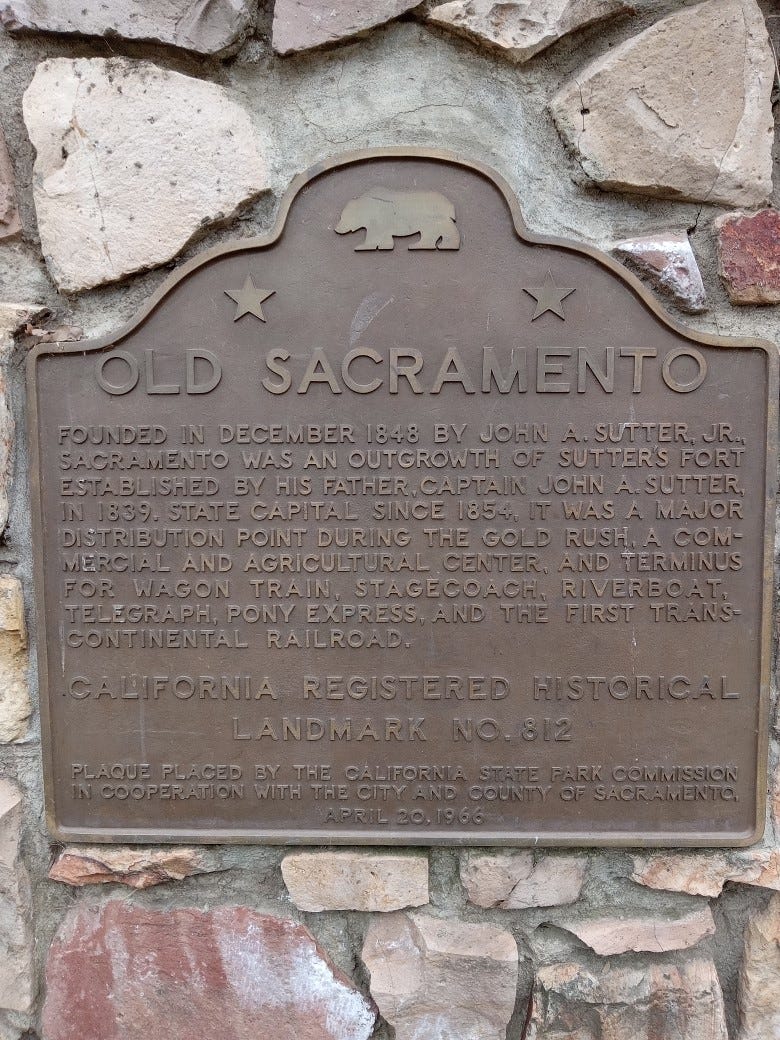 OLD SACRAMENTO
FOUNDED IN DECEMBER 1848 BY JOHN A. SUTTER, JR.,
SACRAMENTO WAS AN OUTGROWTH OF SUTTER'S FORT
ESTABLISHED BY HIS FATHER, CAPTAIN JOHN A. SUTTER,
IN 1839. STATE CAPITAL SINCE 1854, IT WAS A MAJOR
DISTRIBUTION POINT DURING THE GOLD RUSH, A COM-
MERCIAL AND AGRICULTURAL CENTER, AND TERMINUS
FOR WAGON TRAIN, STAGECOACH, RIVERBOAT,
TELEGRAPH, PONY EXPRESS, AND THE FIRST TRANS-
CONTINENTAL RAILROAD.
CALIFORNIA REGISTERED HISTORICAL
LANDMARK NO. 812
PLAQUE PLACED BY THE CALIFORNIA STATE PARK COMMISSION
IN COOPERATION WITH THE CITY AND COUNTY OF SACRAMENTO,
APRIL 20, 1966